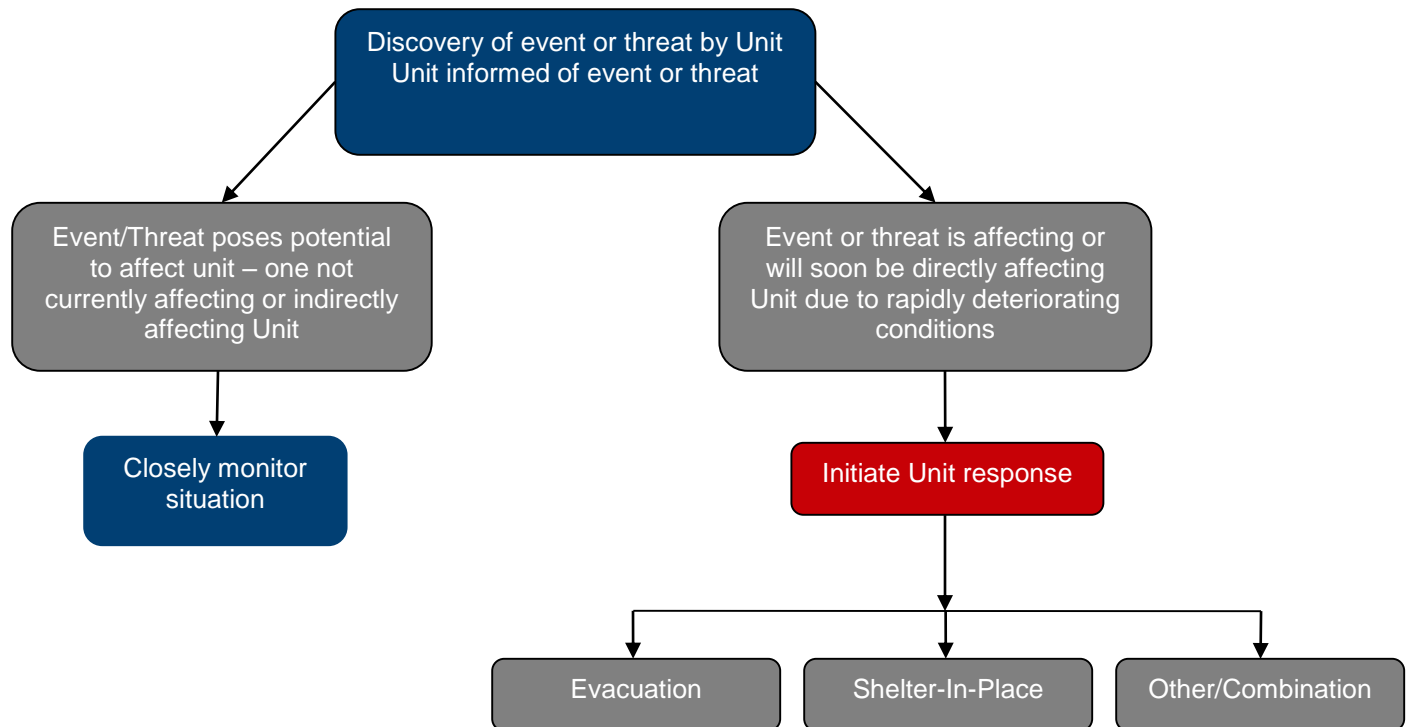 Discovery of event or threat by Unit
Unit informed of event or threat
Event/Threat poses potential
to affect unit – one not
currently affecting or indirectly
affecting Unit
Event or threat is affecting or
will soon be directly affecting
Unit due to rapidly deteriorating
conditions
Closely monitor
situation
Initiate Unit response
Evacuation
Shelter-In-Place
Other/Combination